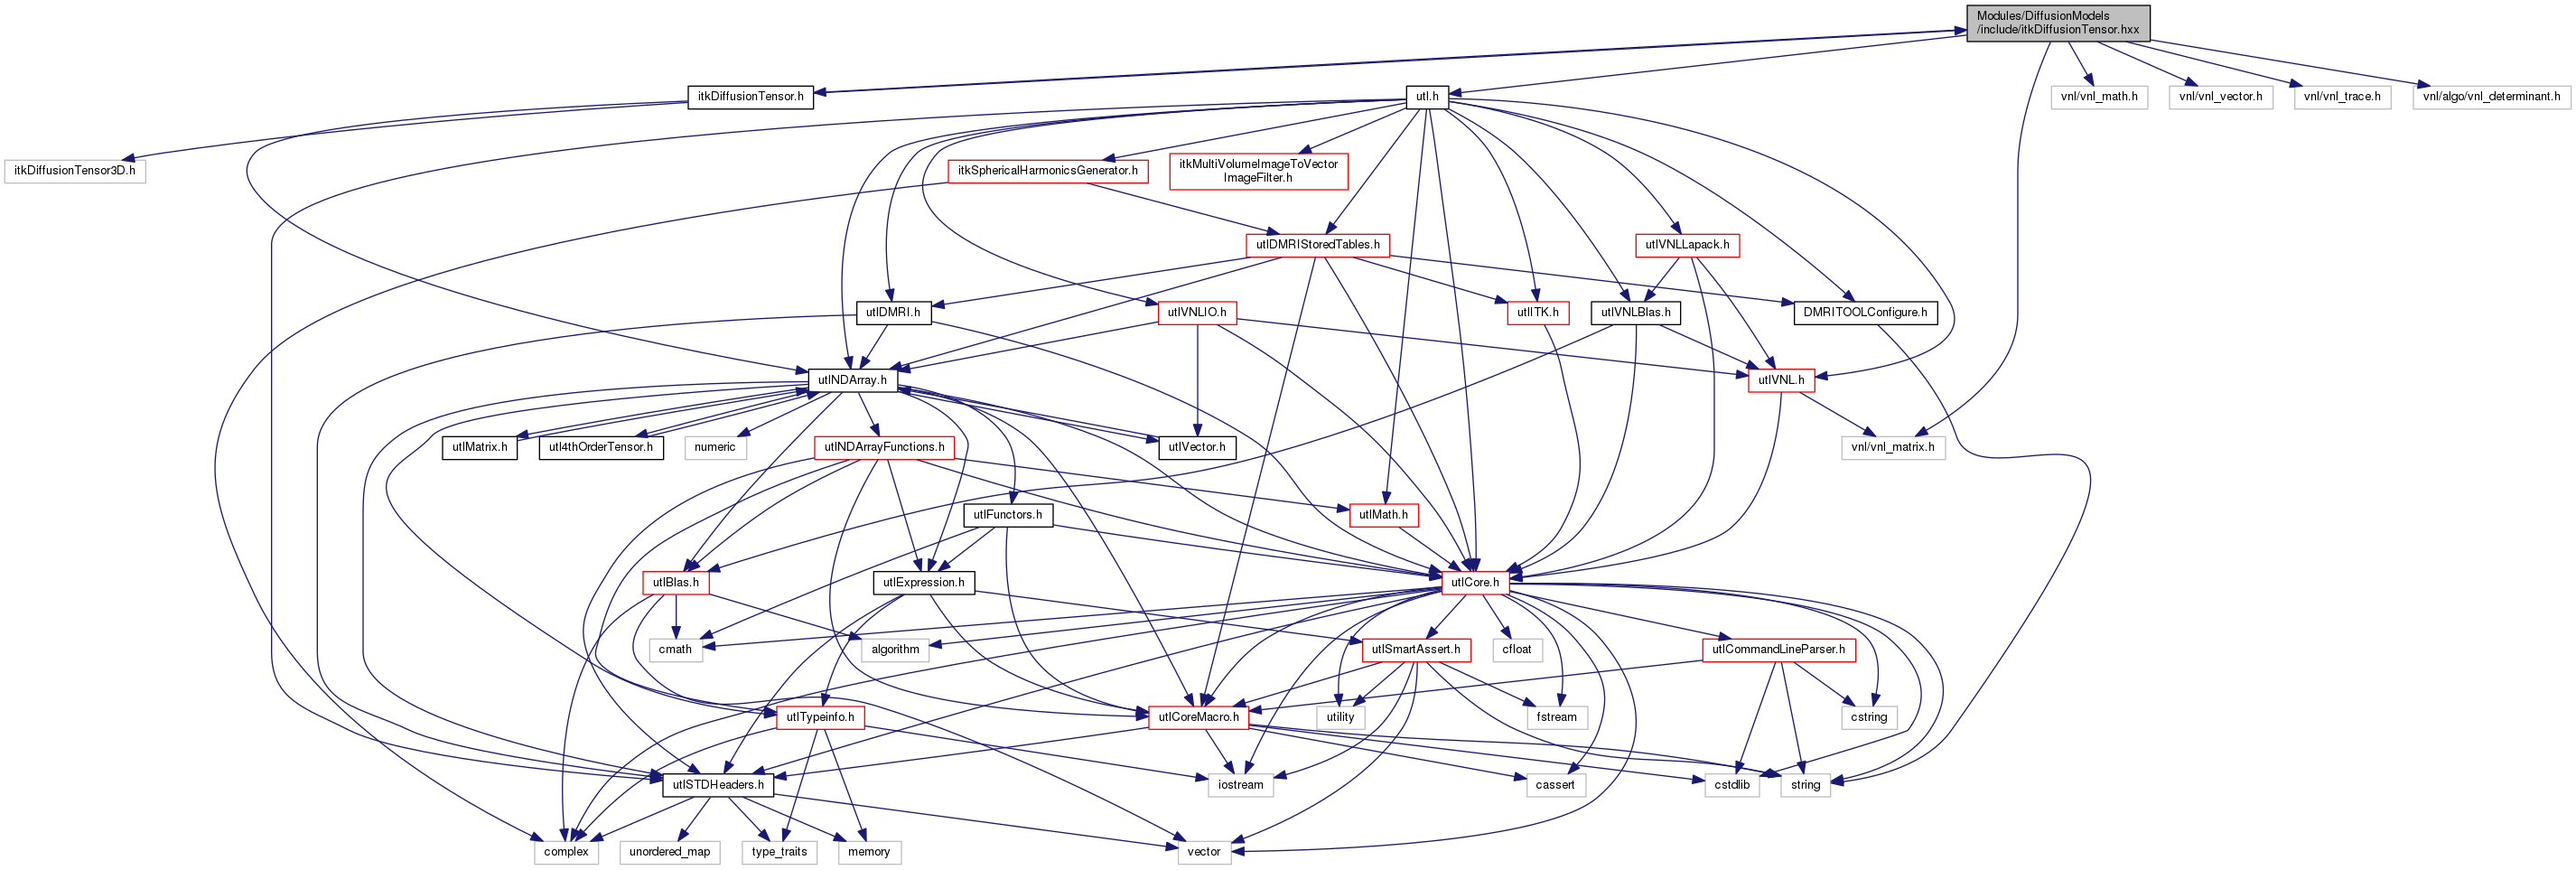 Modules/DiffusionModels
/include/itkDiffusionTensor.hxx
itkDiffusionTensor.h
utl.h
vnl/vnl_math.h
vnl/vnl_vector.h
vnl/vnl_trace.h
vnl/algo/vnl_determinant.h
itkDiffusionTensor3D.h
itkSphericalHarmonicsGenerator.h
itkMultiVolumeImageToVector
ImageFilter.h
utlDMRIStoredTables.h
utlVNLLapack.h
utlDMRI.h
utlVNLIO.h
utlITK.h
utlVNLBlas.h
DMRITOOLConfigure.h
utlNDArray.h
utlVNL.h
utlMatrix.h
utl4thOrderTensor.h
numeric
utlNDArrayFunctions.h
utlVector.h
vnl/vnl_matrix.h
utlFunctors.h
utlMath.h
utlBlas.h
utlExpression.h
utlCore.h
cmath
algorithm
utlSmartAssert.h
cfloat
utlCommandLineParser.h
utlTypeinfo.h
utlCoreMacro.h
utility
fstream
cstring
utlSTDHeaders.h
iostream
cassert
cstdlib
string
complex
unordered_map
type_traits
memory
vector